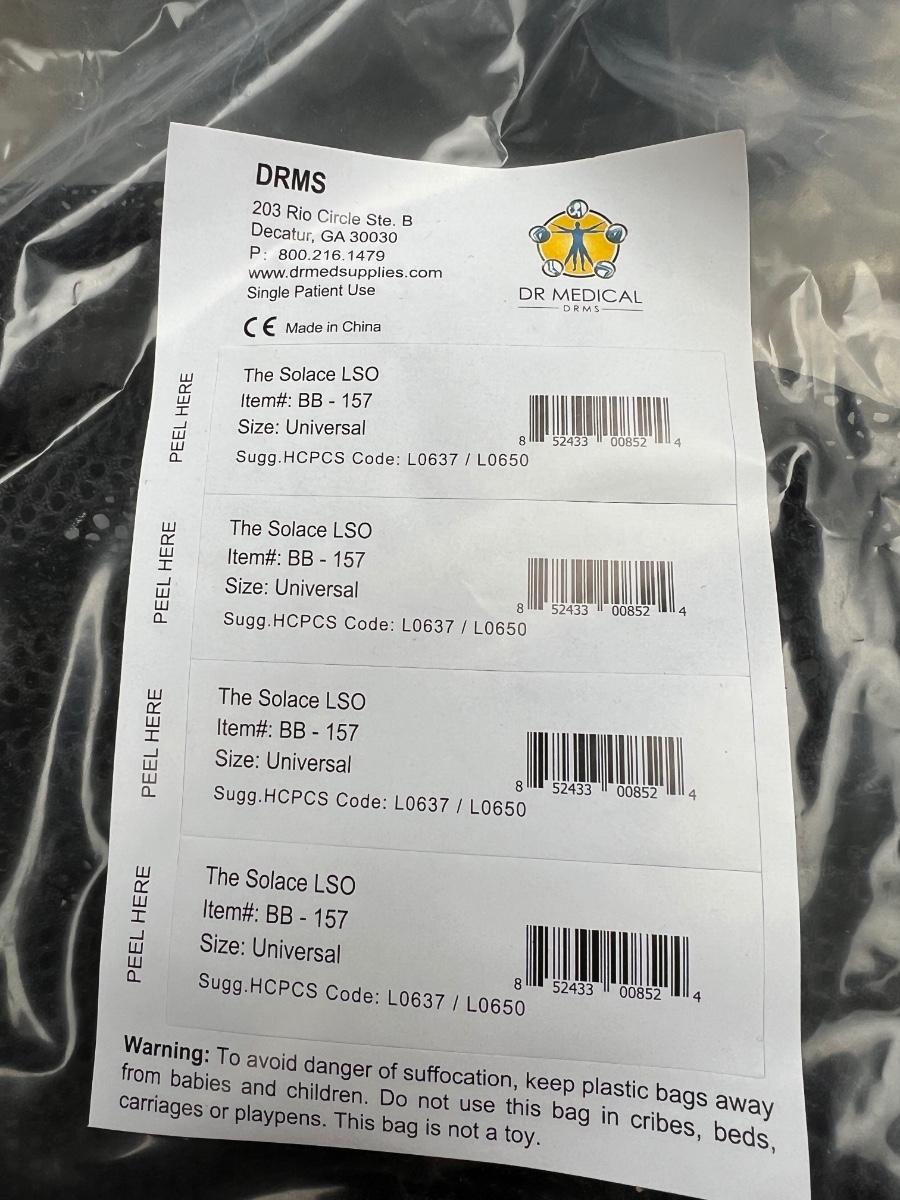 DRMS
203 Rio Circle Ste. B
Decatur, GA 30030
P: 800.216.1479
www.drmedsupplies.com
Single Patient Use
CE Made in China
DR MEDICAL
DRMS
PEEL HERE
The Solace LSO
Item#: BB - 157
Size: Universal
Sugg.HCPCS Code: L0637 / L0650
8 52433 00852 4
PEEL HERE
The Solace LSO
Item#: BB - 157
Size: Universal
Sugg.HCPCS Code: L0637 / L0650
8 52433 00852 4
PEEL HERE
The Solace LSO
Item#: BB - 157
Size: Universal
Sugg.HCPCS Code: L0637 / L0650
8 52433 00852 4
PEEL HERE
The Solace LSO
Item#: BB - 157
Size: Universal
Sugg.HCPCS Code: L0637 / L0650
8 52433 00852 4
Warning: To avoid danger of suffocation, keep plastic bags away
from babies and children. Do not use this bag in cribes, beds,
carriages or playpens. This bag is not a toy.